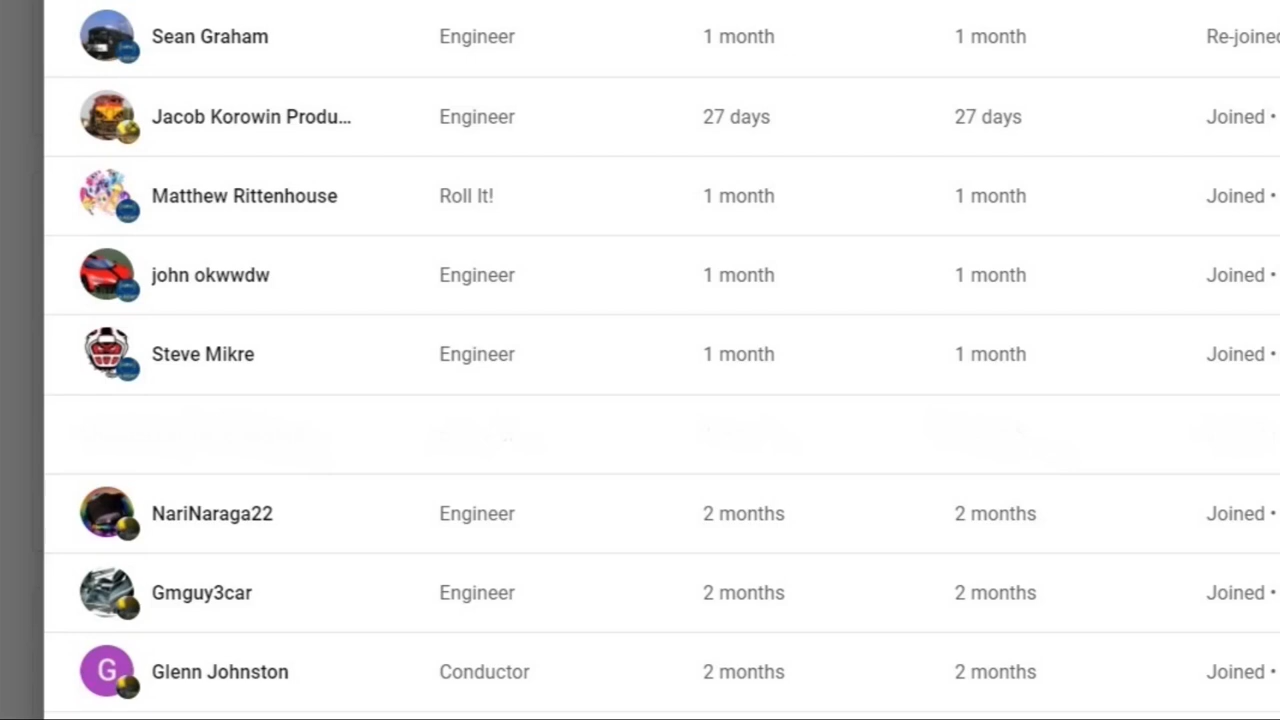 Sean Graham Engineer 1 month 1 month Re-joined
Jacob Korowin Produ... Engineer 27 days 27 days Joined •
Matthew Rittenhouse Roll It! 1 month 1 month Joined •
john okwwdw Engineer 1 month 1 month Joined •
Steve Mikre Engineer 1 month 1 month Joined •
NariNaraga22 Engineer 2 months 2 months Joined •
Gmguy3car Engineer 2 months 2 months Joined •
G Glenn Johnston Conductor 2 months 2 months Joined •